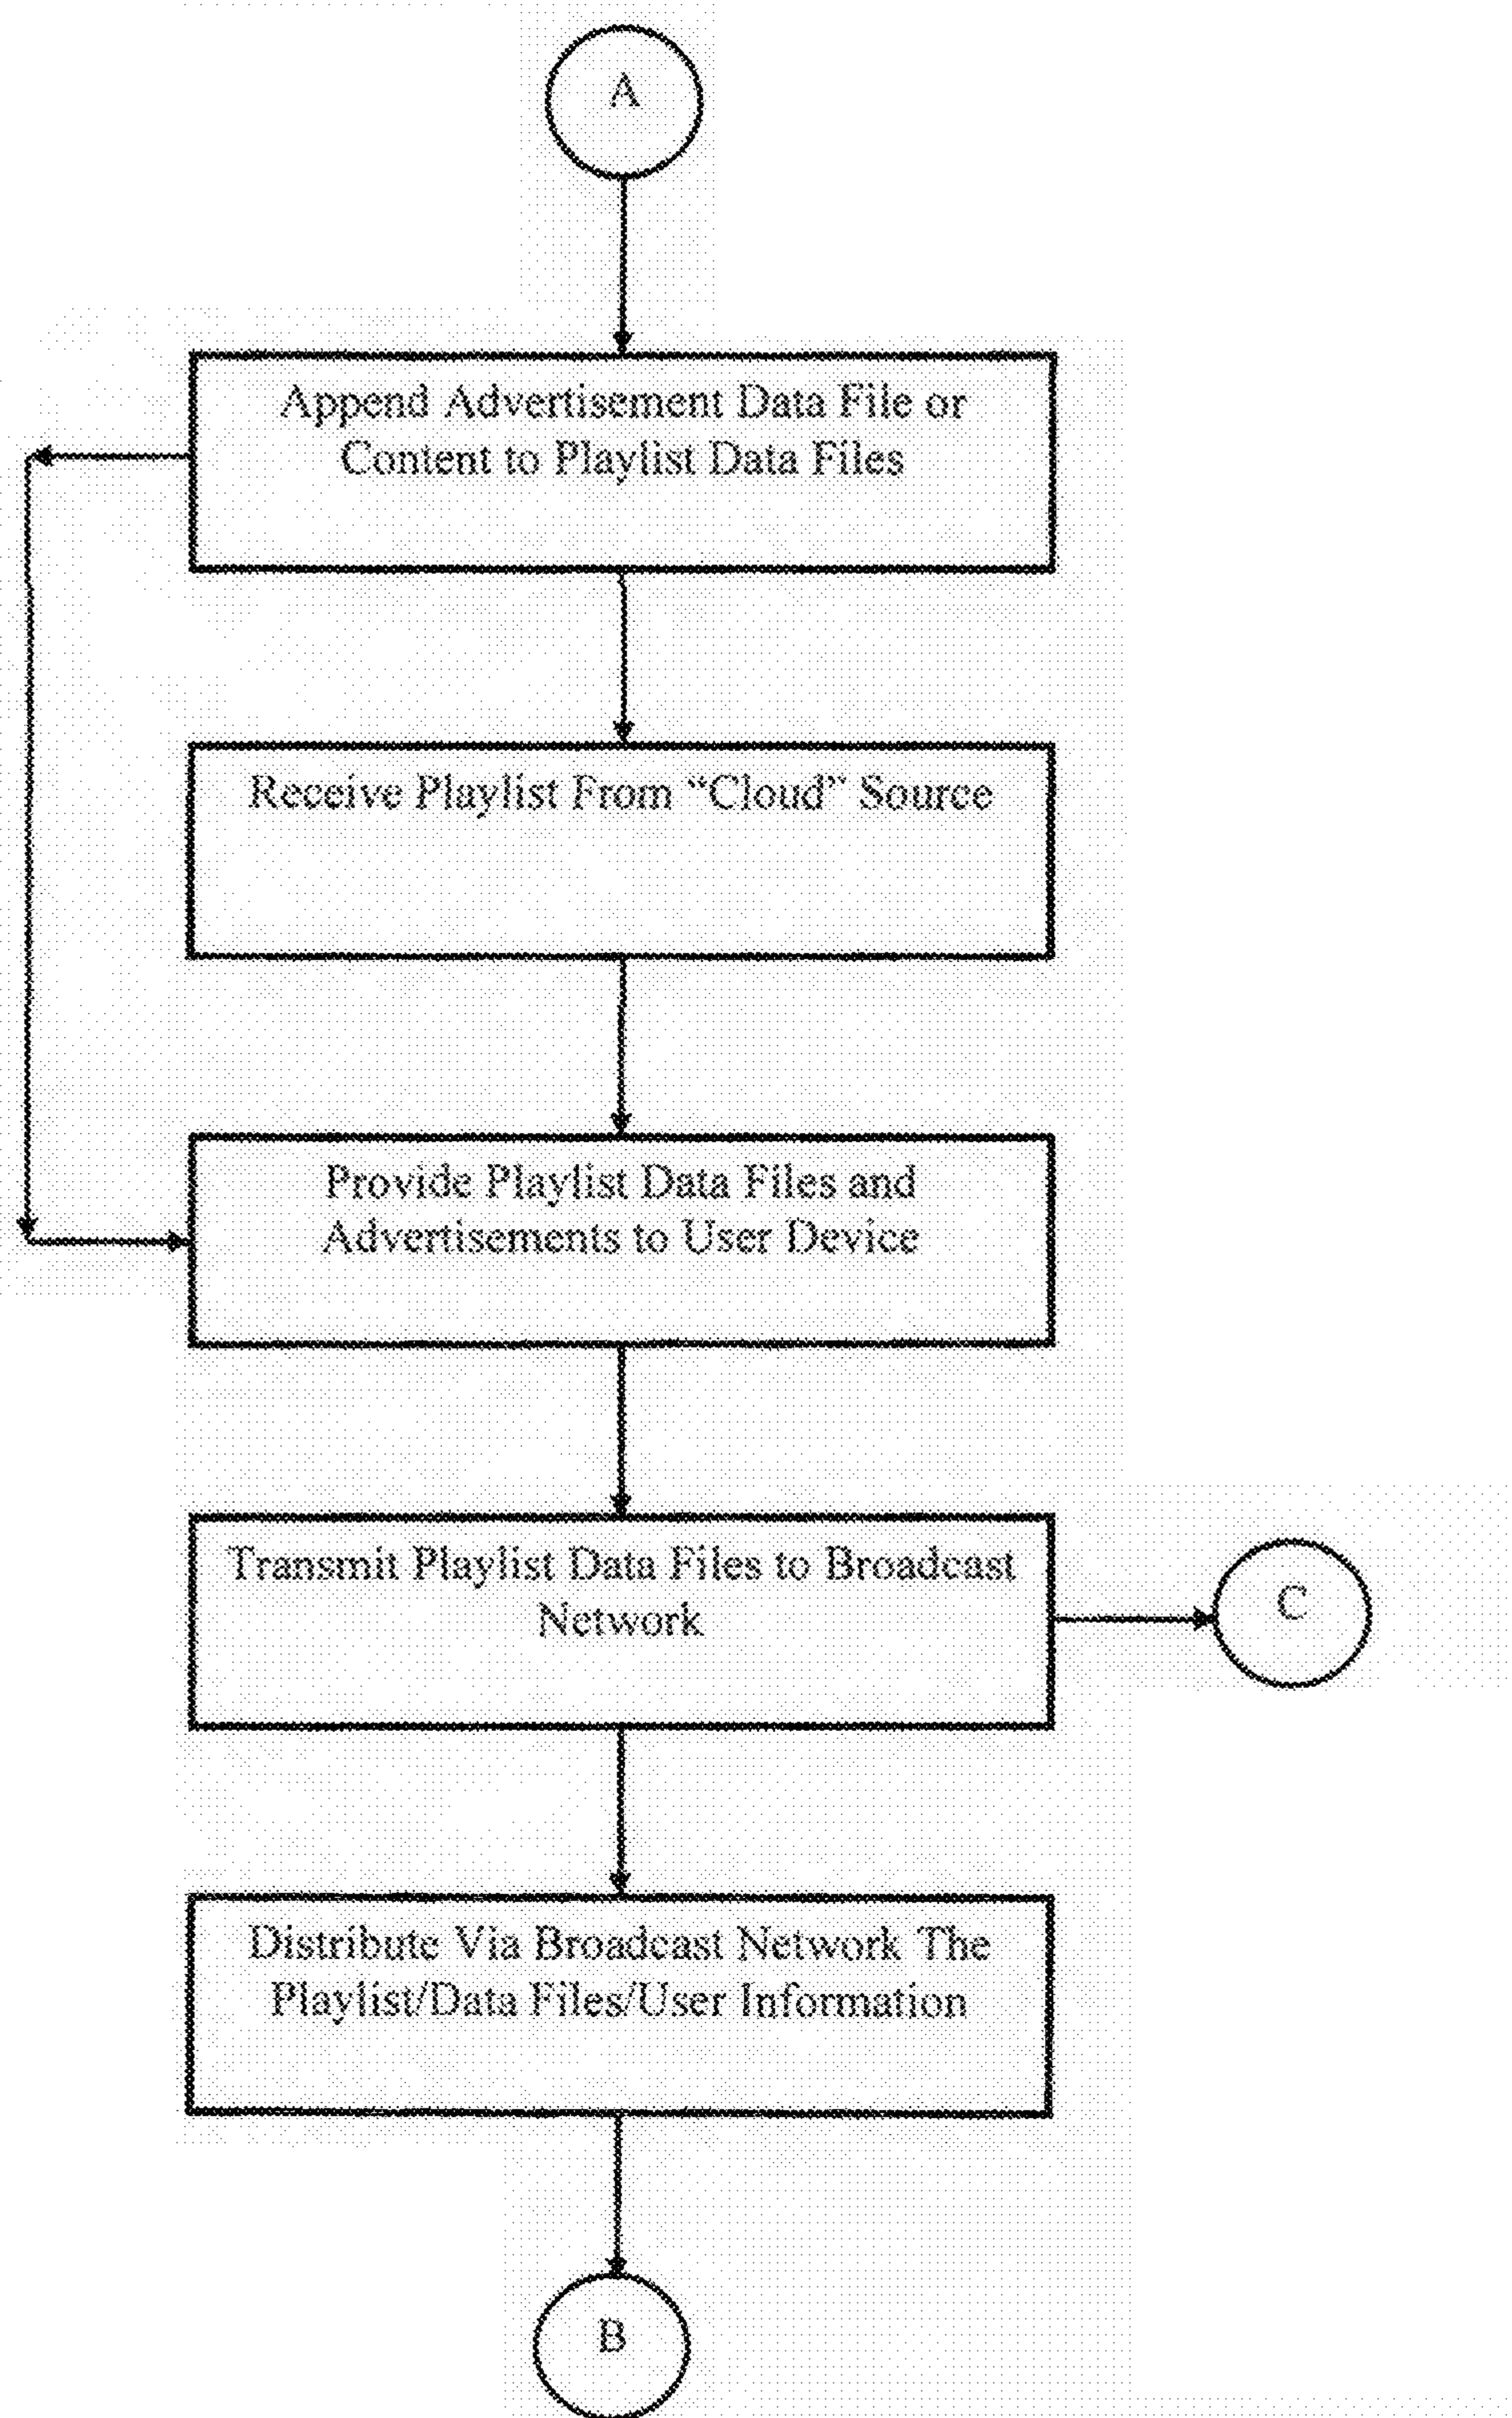 A
Append Advertisement Data File or
Content to Playlist Data Files
Receive Playlist From “Cloud” Source
Provide Playlist Data Files and
Advertisements to User Device
Transmit Playlist Data Files to Broadcast
Network
C
Distribute Via Broadcast Network The
Playlist/Data Files/User Information
B